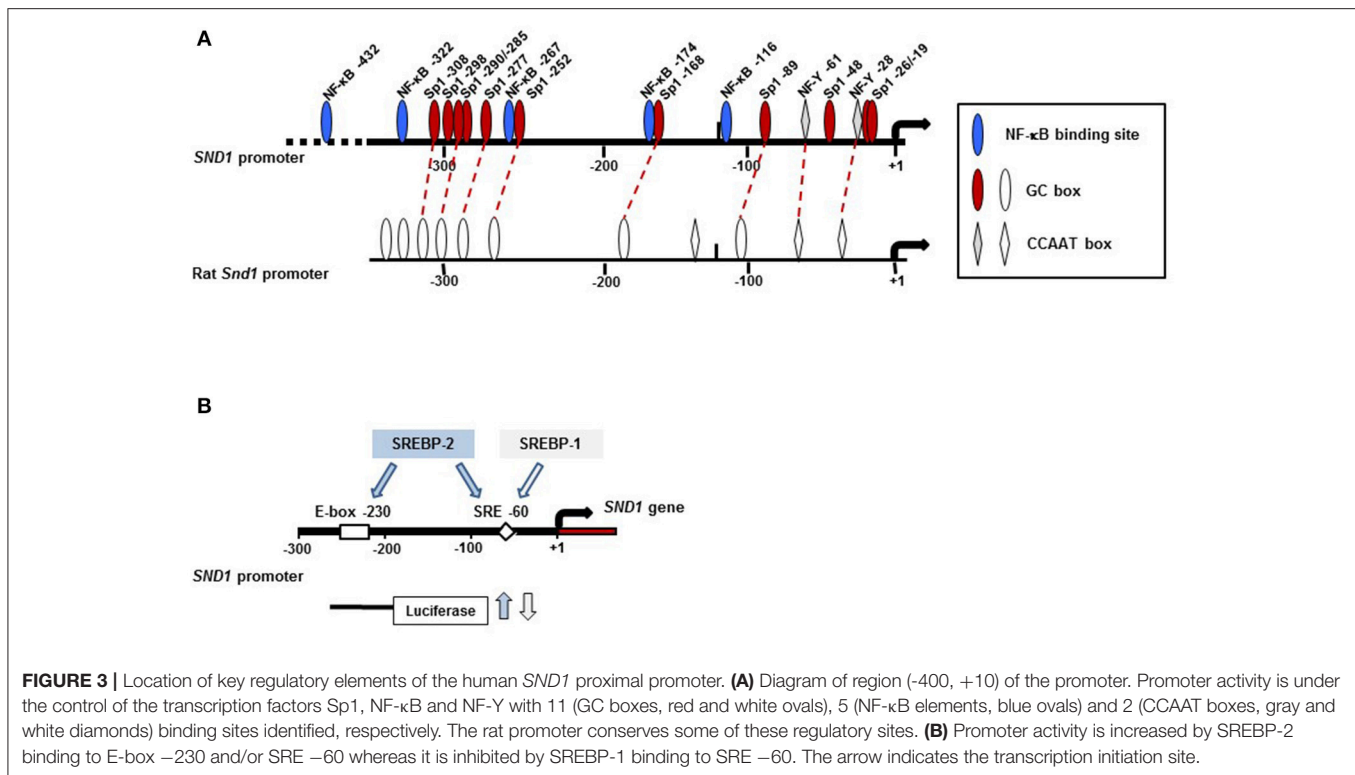 A
NF-κB -432
NF-κB -322
Sp1 -308
Sp1 -298
Sp1 -290/-285
Sp1 -277
NF-κB -267
Sp1 -252
NF-κB -174
Sp1 -168
NF-κB -116
Sp1 -89
NF-Y -61
Sp1 -48
NF-Y -28
Sp1 -26/-19
SND1 promoter
-300
-200
-100
+1
Rat Snd1 promoter
-300
-200
-100
+1
NF-κB binding site
GC box
CCAAT box
B
SREBP-2
SREBP-1
E-box -230
SRE -60
SND1 gene
-300
-200
-100
+1
SND1 promoter
Luciferase
FIGURE 3 | Location of key regulatory elements of the human SND1 proximal promoter. (A) Diagram of region (-400, +10) of the promoter. Promoter activity is under
the control of the transcription factors Sp1, NF-κB and NF-Y with 11 (GC boxes, red and white ovals), 5 (NF-κB elements, blue ovals) and 2 (CCAAT boxes, gray and
white diamonds) binding sites identified, respectively. The rat promoter conserves some of these regulatory sites. (B) Promoter activity is increased by SREBP-2
binding to E-box −230 and/or SRE −60 whereas it is inhibited by SREBP-1 binding to SRE −60. The arrow indicates the transcription initiation site.